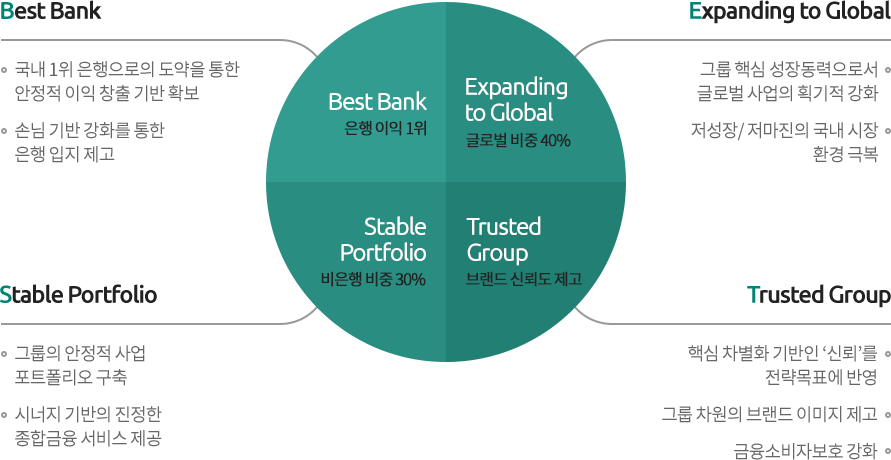 Best Bank
국내 1위 은행으로의 도약을 통한
안정적 이익 창출 기반 확보
손님 기반 강화를 통한
은행 입지 제고
Expanding to Global
그룹 핵심 성장동력으로서
글로벌 사업의 획기적 강화
저성장/ 저마진의 국내 시장
환경 극복
Best Bank
은행 이익 1위
Expanding
to Global
글로벌 비중 40%
Stable
Portfolio
비은행 비중 30%
Trusted
Group
브랜드 신뢰도 제고
Stable Portfolio
그룹의 안정적 사업
포트폴리오 구축
시너지 기반의 진정한
종합금융 서비스 제공
Trusted Group
핵심 차별화 기반인 ‘신뢰’를
전략목표에 반영
그룹 차원의 브랜드 이미지 제고
금융소비자보호 강화